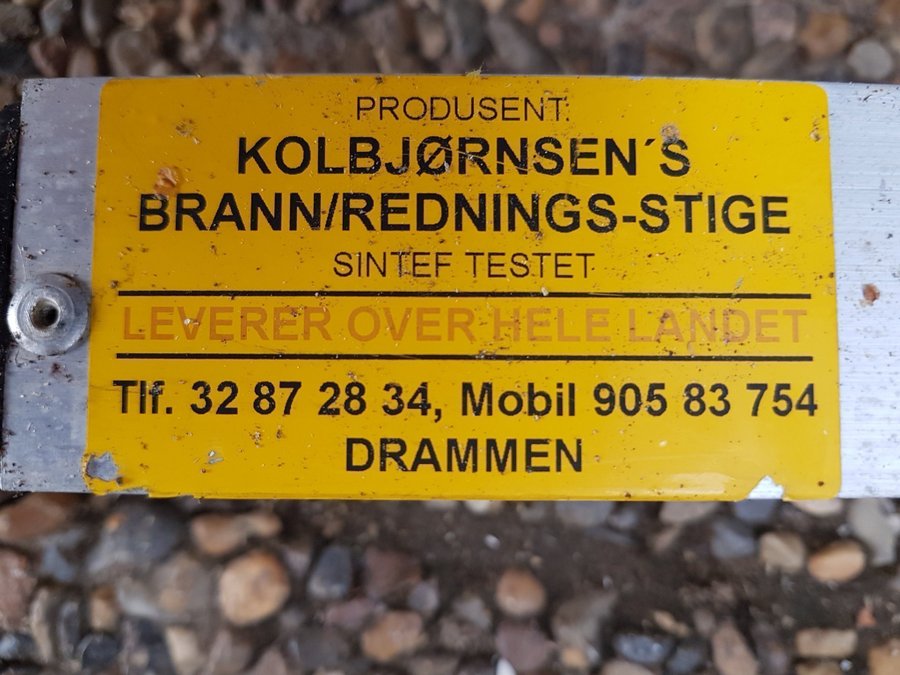 PRODUSENT:
KOLBJØRNSEN´S
BRANN/REDNINGS-STIGE
SINTEF TESTET
LEVERER OVER HELE LANDET
Tlf. 32 87 28 34, Mobil 905 83 754
DRAMMEN